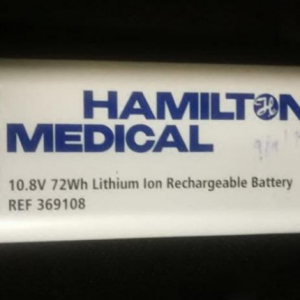 HAMILTON
MEDICAL
10.8V 72Wh Lithium Ion Rechargeable Battery
REF 369108